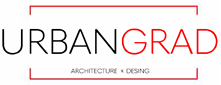 URBANGRAD
ARCHITECTURE + DESING